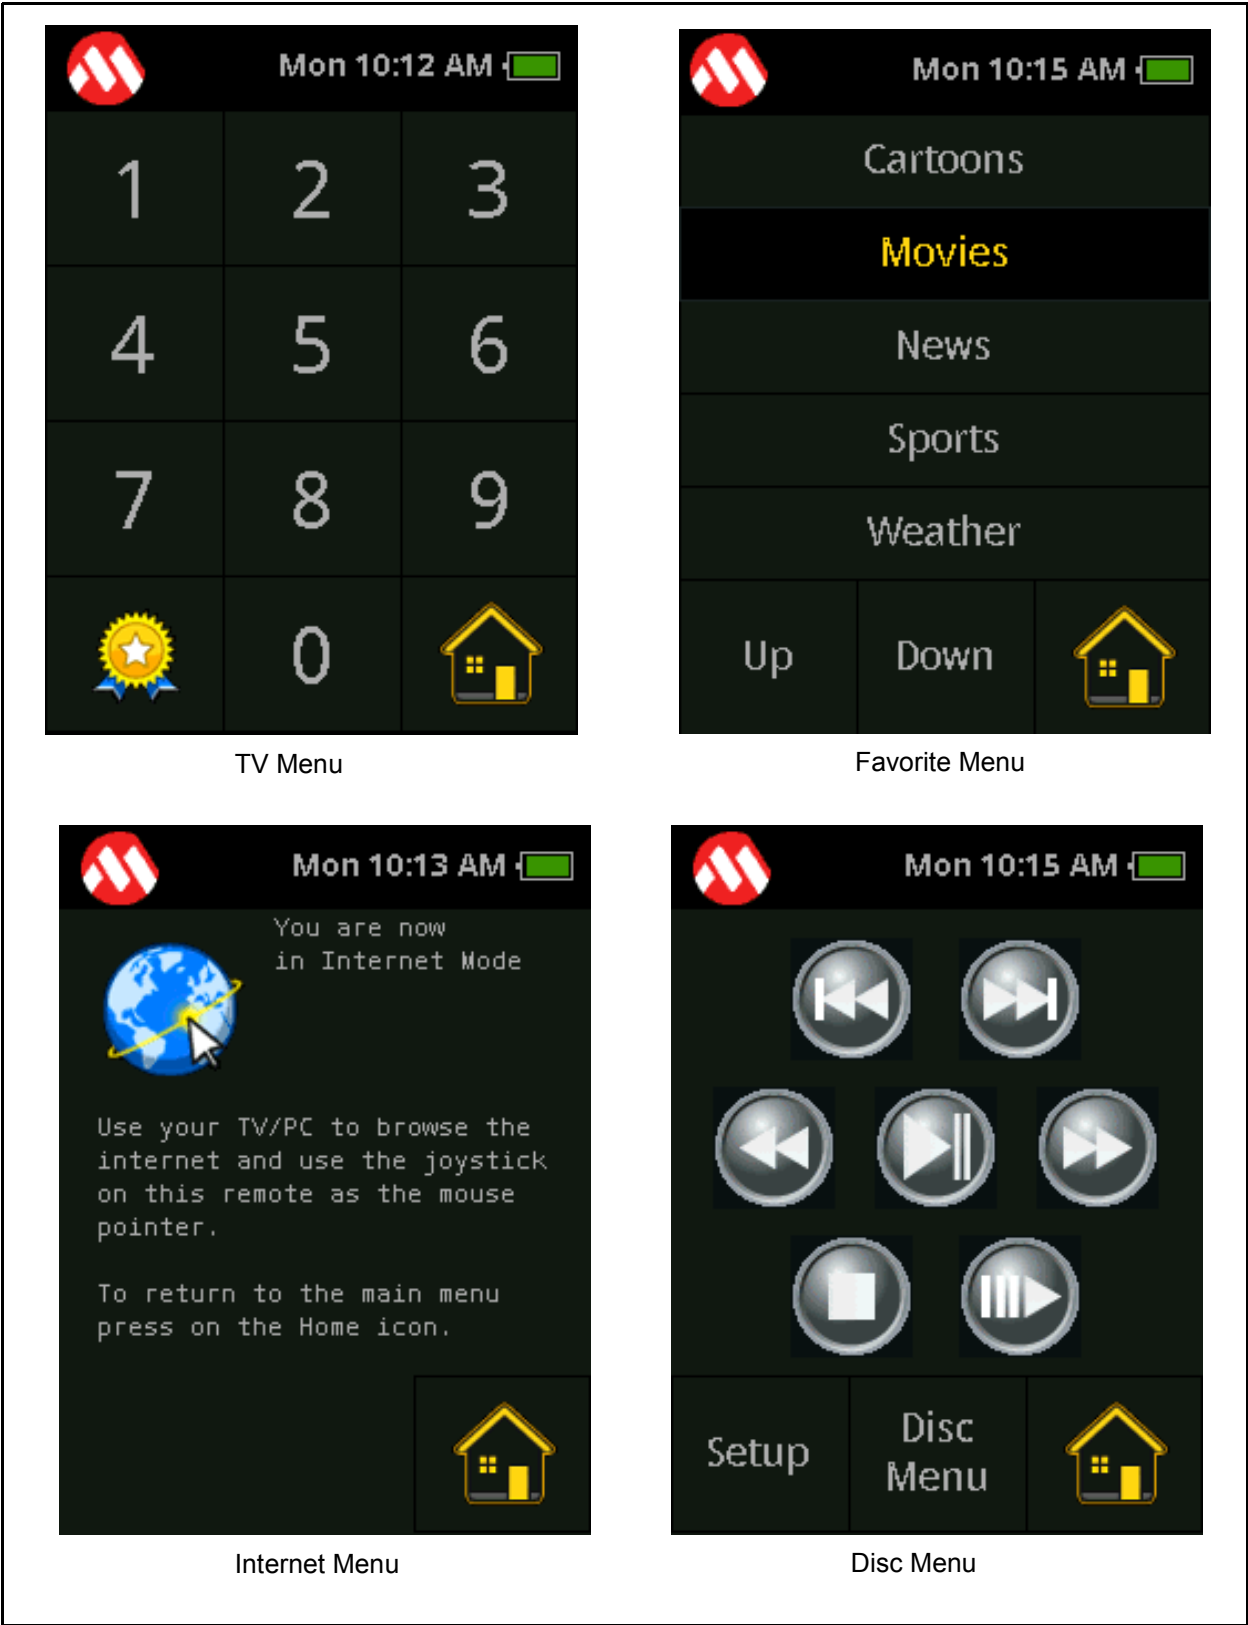 Mon 10:12 AM
1 2 3
4 5 6
7 8 9
0
TV Menu
Mon 10:15 AM
Cartoons
Movies
News
Sports
Weather
Up Down
Favorite Menu
Mon 10:13 AM
You are now
in Internet Mode
Use your TV/PC to browse the
internet and use the joystick
on this remote as the mouse
pointer.
To return to the main menu
press on the Home icon.
Internet Menu
Mon 10:15 AM
Setup
Disc
Menu
Disc Menu